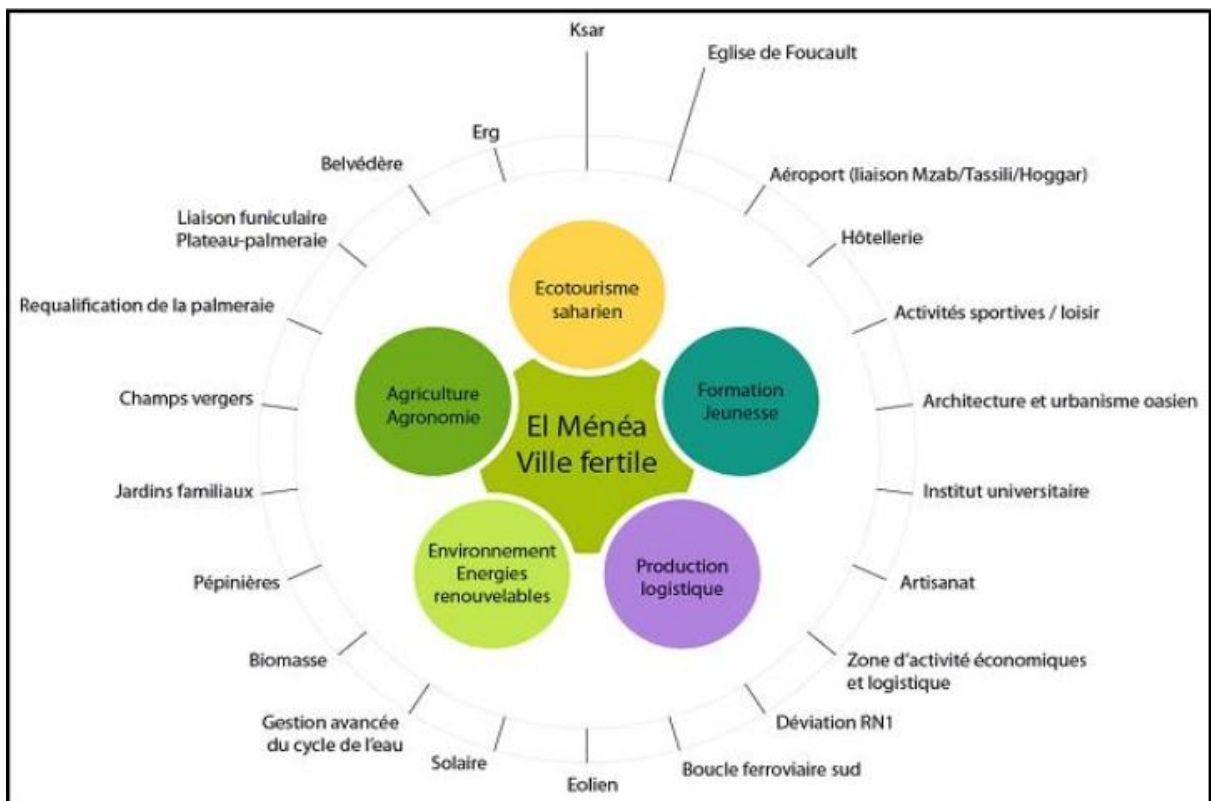 Ksar
Eglise de Foucault
Aéroport (liaison Mzab/Tassili/Hoggar)
Hôtellerie
Activités sportives / loisir
Architecture et urbanisme oasien
Institut universitaire
Artisanat
Zone d'activité économiques
et logistique
Déviation RN1
Boucle ferroviaire sud
Eolien
Solaire
Gestion avancée
du cycle de l'eau
Biomasse
Pépinières
Jardins familiaux
Champs vergers
Requalification de la palmeraie
Liaison funiculaire
Plateau-palmeraie
Belvédère
Erg
Ecotourisme
saharien
Formation
Jeunesse
Production
logistique
Environnement
Energies
renouvelables
Agriculture
Agronomie
El Ménéa
Ville fertile